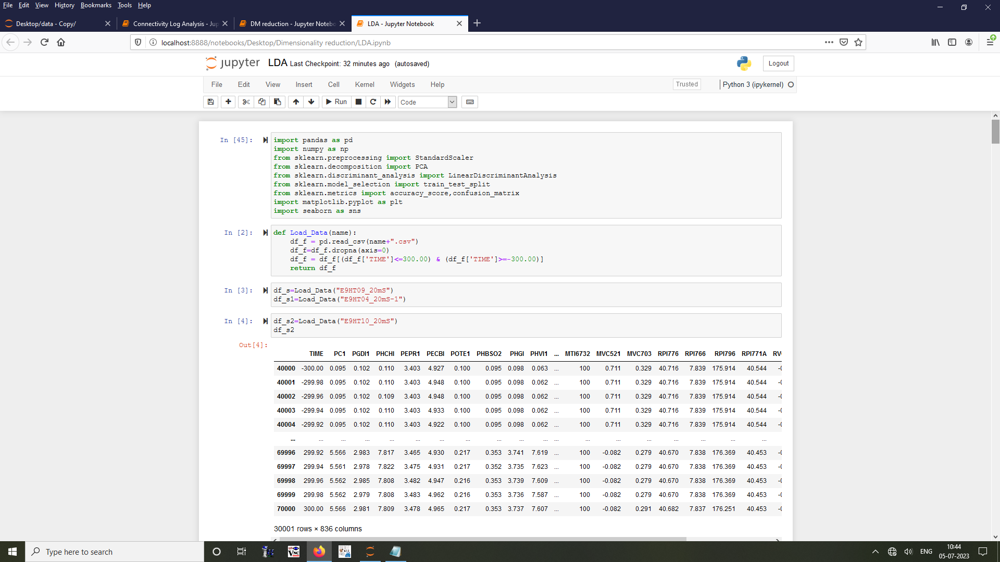 File Edit View History Bookmarks Tools Help
Desktop/data - Copy/
Connectivity Log Analysis - Jup
DM reduction - Jupyter Notebo
LDA - Jupyter Notebook
localhost:8888/notebooks/Desktop/Dimensionality reduction/LDA.ipynb
jupyter LDA Last Checkpoint: 32 minutes ago (autosaved)
Logout
File Edit View Insert Cell Kernel Widgets Help
Trusted
Python 3 (ipykernel)
Run
Code
In [45]:
import pandas as pd
import numpy as np
from sklearn.preprocessing import StandardScaler
from sklearn.decomposition import PCA
from sklearn.discriminant_analysis import LinearDiscriminantAnalysis
from sklearn.model_selection import train_test_split
from sklearn.metrics import accuracy_score,confusion_matrix
import matplotlib.pyplot as plt
import seaborn as sns
In [2]:
def Load_Data(name):
    df_f = pd.read_csv(name+".csv")
    df_f=df_f.dropna(axis=0)
    df_f = df_f[(df_f['TIME']<=300.00) & (df_f['TIME']>=-300.00)]
    return df_f
In [3]:
df_s=Load_Data("E9HT09_20mS")
df_s1=Load_Data("E9HT04_20mS-1")
In [4]:
df_s2=Load_Data("E9HT10_20mS")
df_s2
Out[4]:
TIME PC1 PGDI1 PHCHI PEPR1 PECBI POTE1 PHBSO2 PHGI PHVI1 ... MTI6732 MVC521 MVC703 RPI776 RPI766 RPI796 RPI771A
40000 -300.00 0.095 0.102 0.110 3.403 4.927 0.100 0.095 0.098 0.063 ... 100 0.711 0.329 40.716 7.839 175.914 40.544
40001 -299.98 0.095 0.102 0.110 3.403 4.948 0.100 0.095 0.098 0.062 ... 100 0.711 0.329 40.716 7.839 175.914 40.544
40002 -299.96 0.095 0.102 0.109 3.403 4.948 0.100 0.095 0.098 0.062 ... 100 0.711 0.329 40.716 7.839 175.914 40.544
40003 -299.94 0.095 0.102 0.110 3.403 4.933 0.100 0.095 0.098 0.062 ... 100 0.711 0.329 40.716 7.839 175.914 40.544
40004 -299.92 0.095 0.102 0.110 3.403 4.922 0.100 0.095 0.098 0.062 ... 100 0.711 0.329 40.716 7.839 175.914 40.544
... ... ... ... ... ... ... ... ... ... ... ... ... ... ... ... ... ... ...
69996 299.92 5.566 2.983 7.817 3.465 4.930 0.217 0.353 3.741 7.619 ... 100 -0.082 0.279 40.670 7.838 176.369 40.453
69997 299.94 5.561 2.978 7.822 3.475 4.931 0.217 0.352 3.735 7.623 ... 100 -0.082 0.279 40.670 7.838 176.369 40.453
69998 299.96 5.562 2.985 7.808 3.482 4.947 0.216 0.353 3.739 7.609 ... 100 -0.082 0.279 40.670 7.838 176.369 40.453
69999 299.98 5.562 2.979 7.808 3.483 4.962 0.216 0.353 3.736 7.587 ... 100 -0.082 0.279 40.670 7.838 176.369 40.453
70000 300.00 5.566 2.981 7.809 3.478 4.965 0.217 0.353 3.737 7.607 ... 100 -0.082 0.291 40.682 7.837 176.251 40.453
30001 rows × 836 columns
Type here to search
VNC
ENG
10:44
05-07-2023